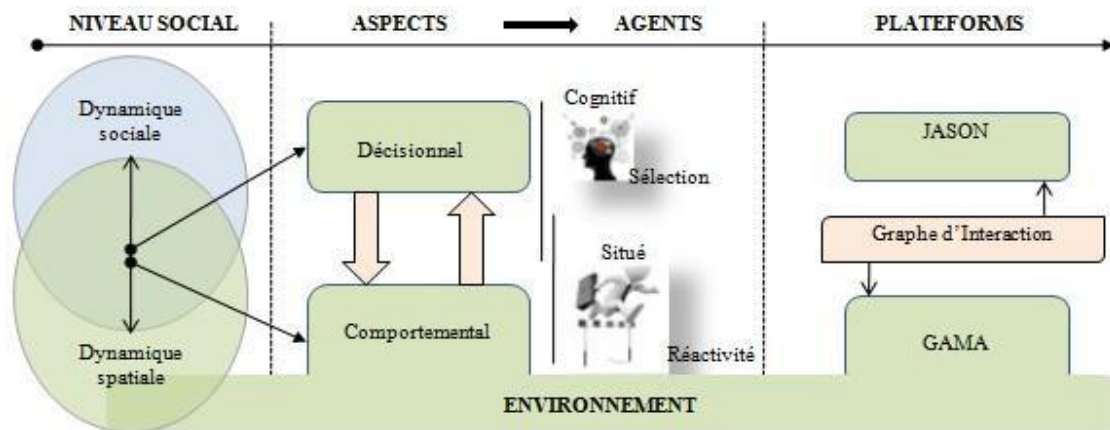 NIVEAU SOCIAL
ASPECTS
AGENTS
PLATEFORMS
Dynamique
sociale
Dynamique
spatiale
Décisionnel
Comportemental
Cognitif
Sélection
Situé
Réactivité
JASON
Graphe d'Interaction
GAMA
ENVIRONNEMENT